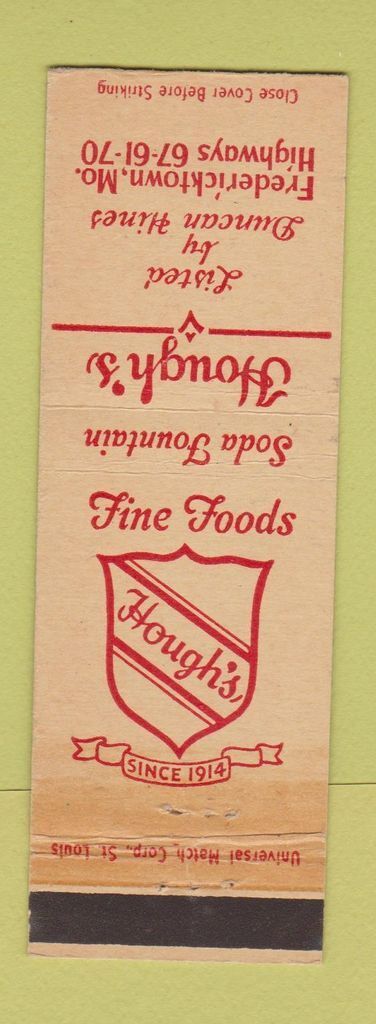 Close Cover Before Striking
Fredericktown, Mo.
Highways 67-61-70
Listed
by
Duncan Hines
Hough's
Soda Fountain
Fine Foods
Hough's
SINCE 1914
Universal Match Corp., St. Louis